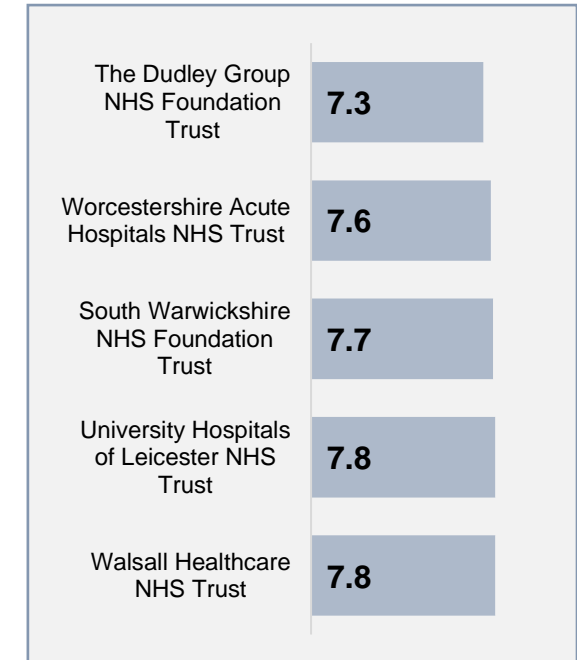 The Dudley Group
NHS Foundation
Trust
7.3
Worcestershire Acute
Hospitals NHS Trust
7.6
South Warwickshire
NHS Foundation
Trust
7.7
University Hospitals
of Leicester NHS
Trust
7.8
Walsall Healthcare
NHS Trust
7.8